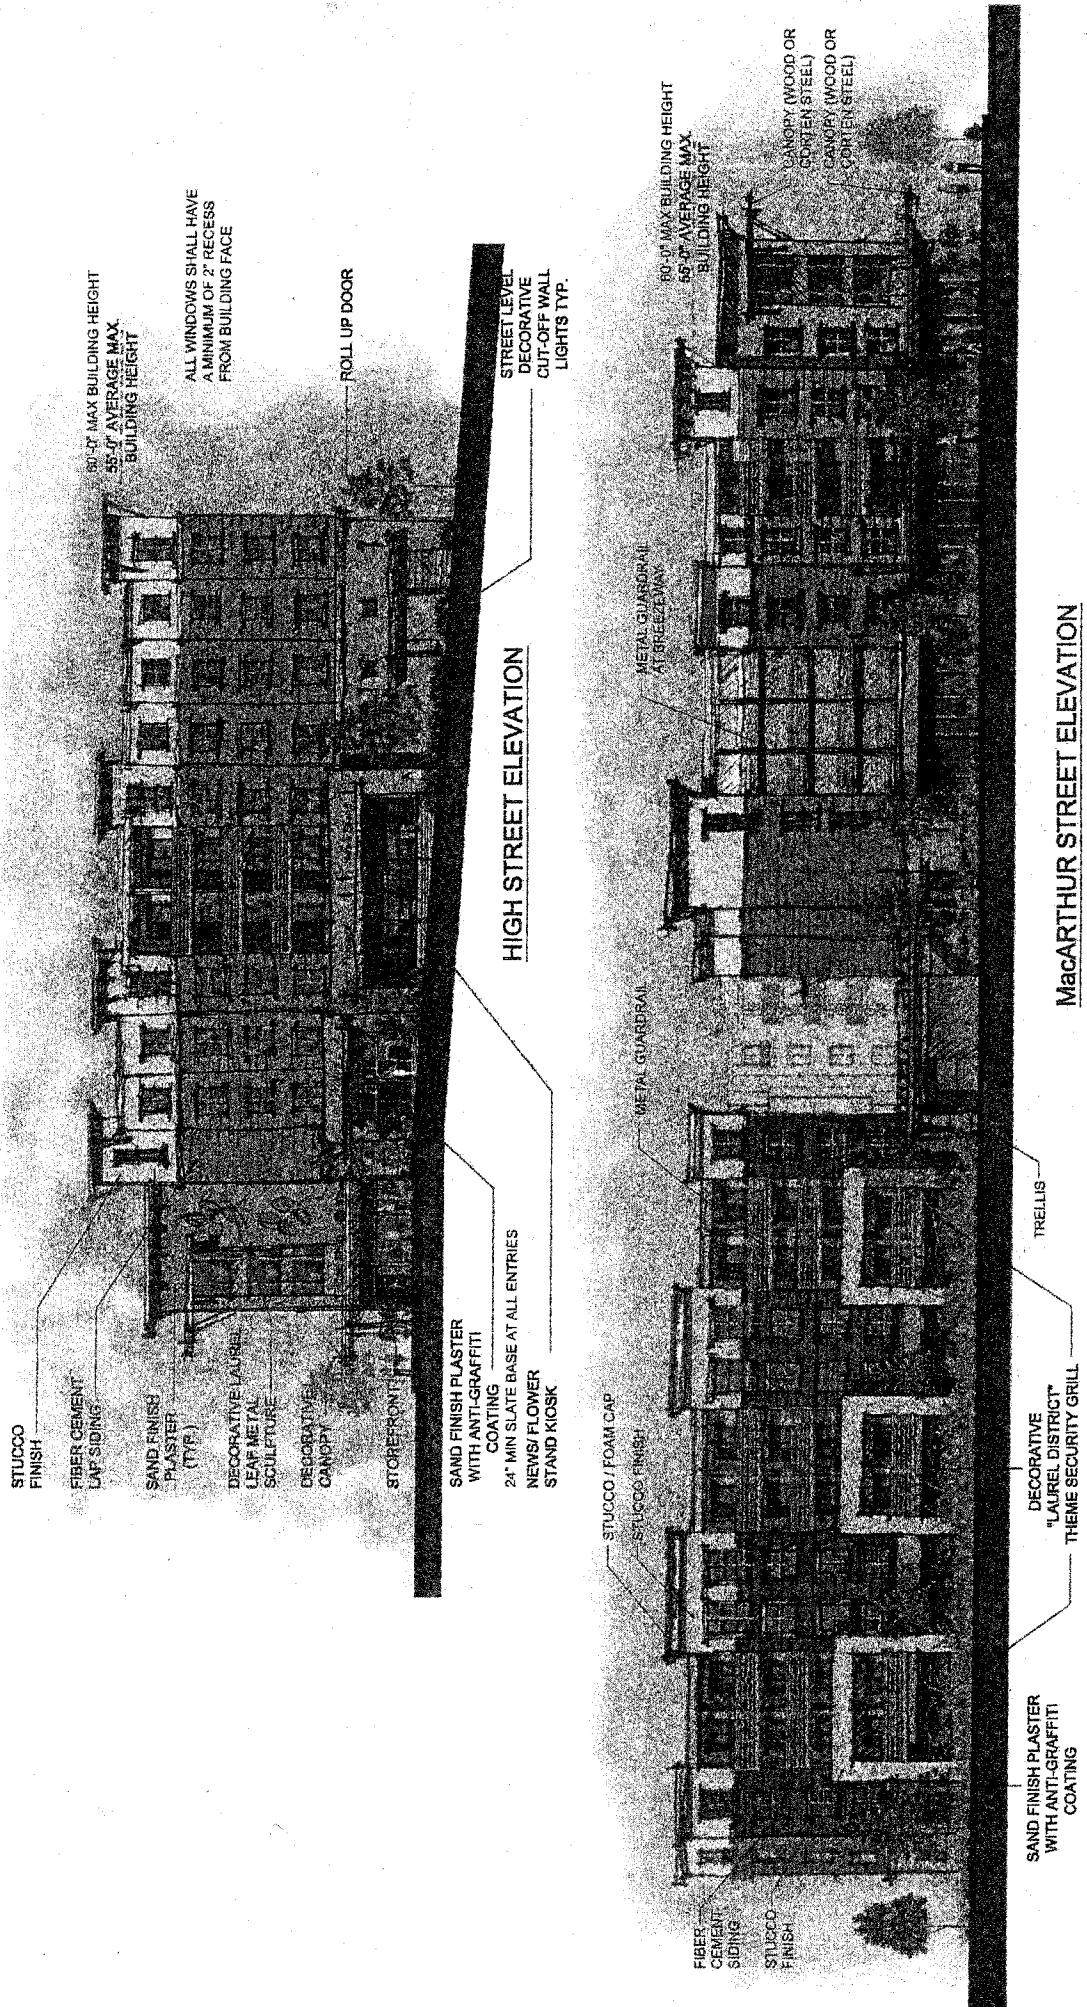 STUCCO
FINISH
FIBER CEMENT
LAP SIDING
SAND FINISH
PLASTER
(TYP.)
DECORATIVE LAUREL
LEAF METAL
SCULPTURE
DECORATIVE
CANOPY
STOREFRONT
SAND FINISH PLASTER
WITH ANTI-GRAFFITI
COATING
24" MIN SLATE BASE AT ALL ENTRIES
NEWS/ FLOWER
STAND KIOSK
60'-0" MAX BUILDING HEIGHT
55'-0" AVERAGE MAX.
BUILDING HEIGHT
ALL WINDOWS SHALL HAVE
A MINIMUM OF 2" RECESS
FROM BUILDING FACE
ROLL UP DOOR
STREET LEVEL
DECORATIVE
CUT-OFF WALL
LIGHTS TYP.
HIGH STREET ELEVATION
FIBER
CEMENT
SIDING
STUCCO
FINISH
STUCCO / FOAM CAP
STUCCO FINISH
METAL GUARDRAIL
METAL GUARDRAIL
AT BREEZEWAY
60'-0" MAX BUILDING HEIGHT
55'-0" AVERAGE MAX.
BUILDING HEIGHT
CANOPY (WOOD OR
CORTEN STEEL)
CANOPY (WOOD OR
CORTEN STEEL)
SAND FINISH PLASTER
WITH ANTI-GRAFFITI
COATING
DECORATIVE
"LAUREL DISTRICT"
THEME SECURITY GRILL
TRELLIS
MacARTHUR STREET ELEVATION